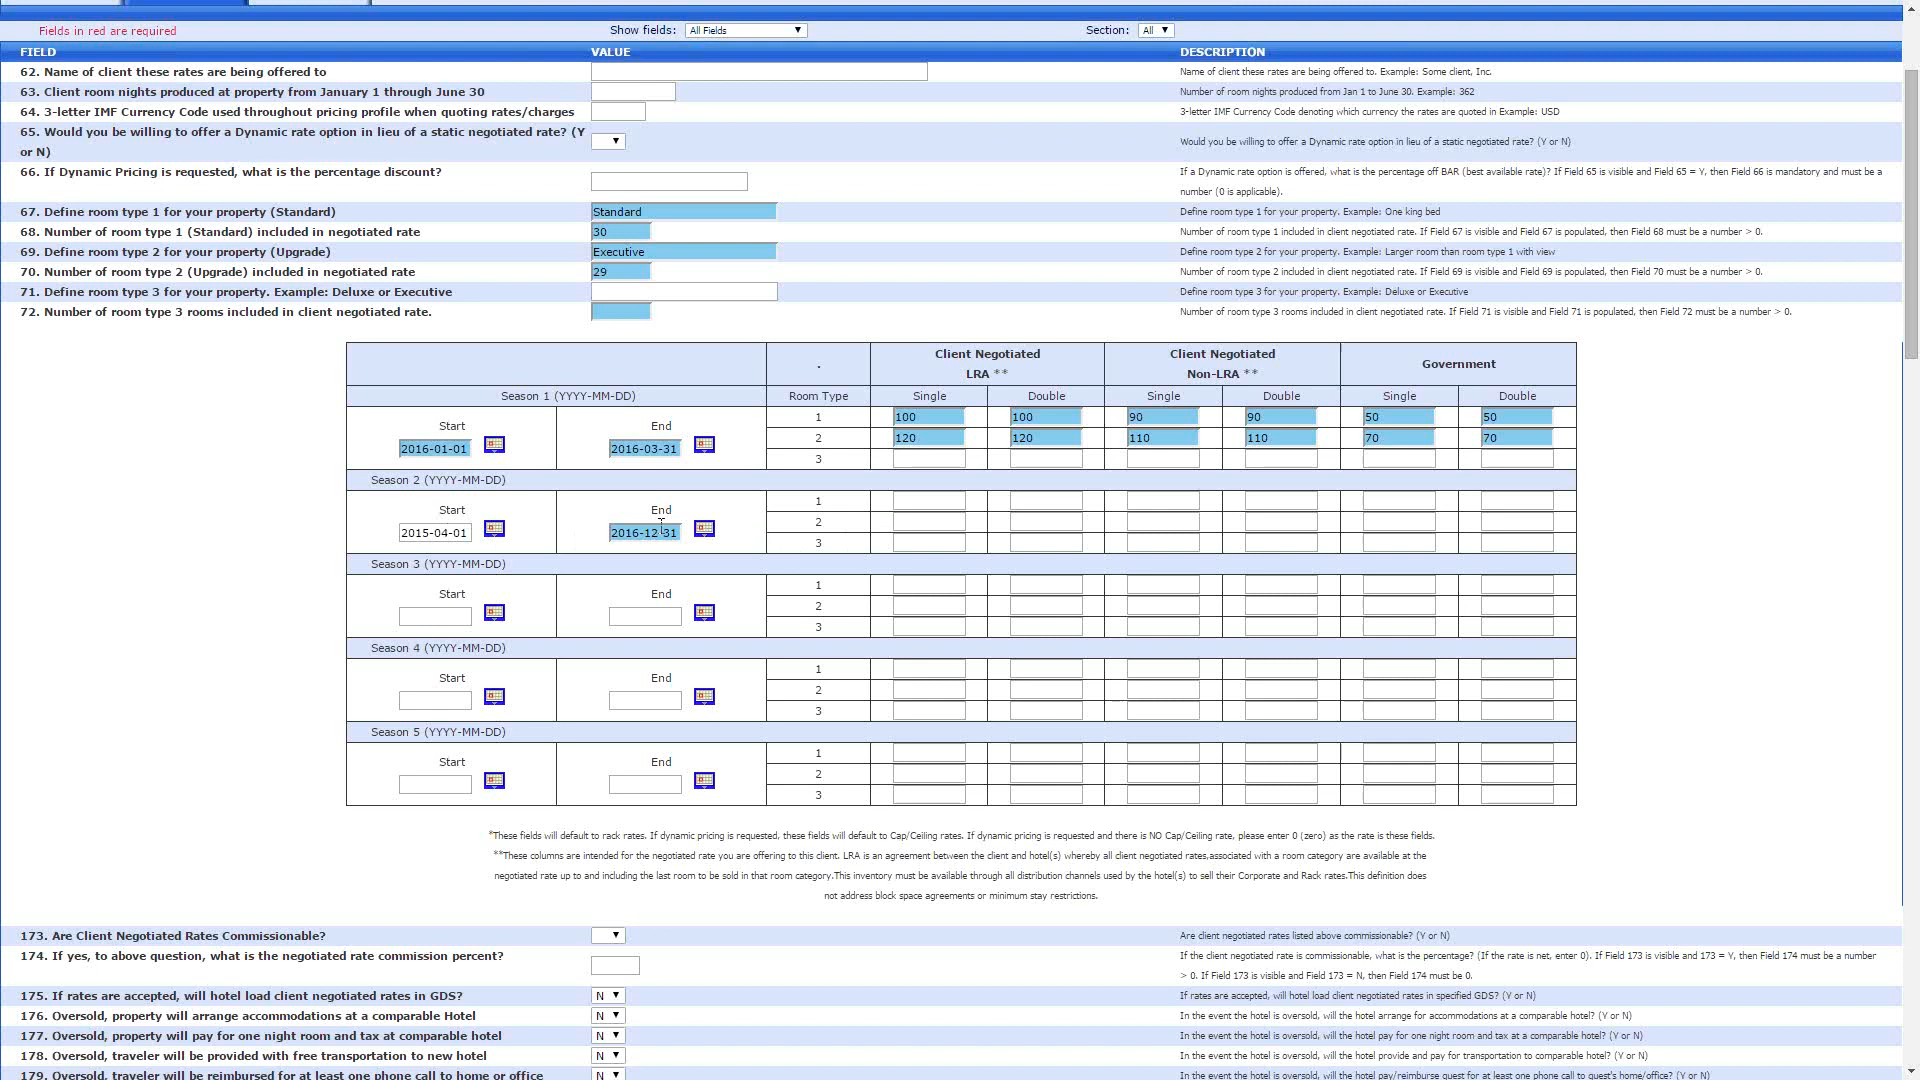 Fields in red are required Show fields: All Fields Section: All
FIELD VALUE DESCRIPTION
62. Name of client these rates are being offered to Name of client these rates are being offered to. Example: Some client, Inc.
63. Client room nights produced at property from January 1 through June 30 Number of room nights produced from Jan 1 to June 30. Example: 362
64. 3-letter IMF Currency Code used throughout pricing profile when quoting rates/charges 3-letter IMF Currency Code denoting which currency the rates are quoted in Example: USD
65. Would you be willing to offer a Dynamic rate option in lieu of a static negotiated rate? (Y
or N) Would you be willing to offer a Dynamic rate option in lieu of a static negotiated rate? (Y or N)
66. If Dynamic Pricing is requested, what is the percentage discount? If a Dynamic rate option is offered, what is the percentage off BAR (best available rate)? If Field 65 is visible and Field 65 = Y, then Field 66 is mandatory and must be a
number (0 is applicable).
67. Define room type 1 for your property (Standard) Standard Define room type 1 for your property. Example: One king bed
68. Number of room type 1 (Standard) included in negotiated rate 30 Number of room type 1 included in client negotiated rate. If Field 67 is visible and Field 67 is populated, then Field 68 must be a number > 0.
69. Define room type 2 for your property (Upgrade) Executive Define room type 2 for your property. Example: Larger room than room type 1 with view
70. Number of room type 2 (Upgrade) included in negotiated rate 29 Number of room type 2 included in client negotiated rate. If Field 69 is visible and Field 69 is populated, then Field 70 must be a number > 0.
71. Define room type 3 for your property. Example: Deluxe or Executive Define room type 3 for your property. Example: Deluxe or Executive
72. Number of room type 3 rooms included in client negotiated rate. Number of room type 3 rooms included in client negotiated rate. If Field 71 is visible and Field 71 is populated, then Field 72 must be a number > 0.
. Client Negotiated LRA ** Client Negotiated Non-LRA ** Government
Season 1 (YYYY-MM-DD) Room Type Single Double Single Double Single Double
Start End
2016-01-01 2016-03-31
1 100 100 90 90 50 50
2 120 120 110 110 70 70
3
Season 2 (YYYY-MM-DD)
Start End
2015-04-01 2016-12-31
1
2
3
Season 3 (YYYY-MM-DD)
Start End
1
2
3
Season 4 (YYYY-MM-DD)
Start End
1
2
3
Season 5 (YYYY-MM-DD)
Start End
1
2
3
*These fields will default to rack rates. If dynamic pricing is requested, these fields will default to Cap/Ceiling rates. If dynamic pricing is requested and there is NO Cap/Ceiling rate, please enter 0 (zero) as the rate is these fields.
**These columns are intended for the negotiated rate you are offering to this client. LRA is an agreement between the client and hotel(s) whereby all client negotiated rates,associated with a room category are available at the
negotiated rate up to and including the last room to be sold in that room category.This inventory must be available through all distribution channels used by the hotel(s) to sell their Corporate and Rack rates.This definition does
not address block space agreements or minimum stay restrictions.
173. Are Client Negotiated Rates Commissionable? Are client negotiated rates listed above commissionable? (Y or N)
174. If yes, to above question, what is the negotiated rate commission percent? If the client negotiated rate is commissionable, what is the percentage? (If the rate is net, enter 0). If Field 173 is visible and 173 = Y, then Field 174 must be a number
> 0. If Field 173 is visible and Field 173 = N, then Field 174 must be 0.
175. If rates are accepted, will hotel load client negotiated rates in GDS? N If rates are accepted, will hotel load client negotiated rates in specified GDS? (Y or N)
176. Oversold, property will arrange accommodations at a comparable Hotel N In the event the hotel is oversold, will the hotel arrange for accommodations at a comparable hotel? (Y or N)
177. Oversold, property will pay for one night room and tax at comparable hotel N In the event the hotel is oversold, will the hotel pay for one night room and tax at comparable hotel? (Y or N)
178. Oversold, traveler will be provided with free transportation to new hotel N In the event the hotel is oversold, will the hotel provide and pay for transportation to comparable hotel? (Y or N)
179. Oversold, traveler will be reimbursed for at least one phone call to home or office N In the event the hotel is oversold, will the hotel pay/reimburse guest for at least one phone call to guest's home/office? (Y or N)